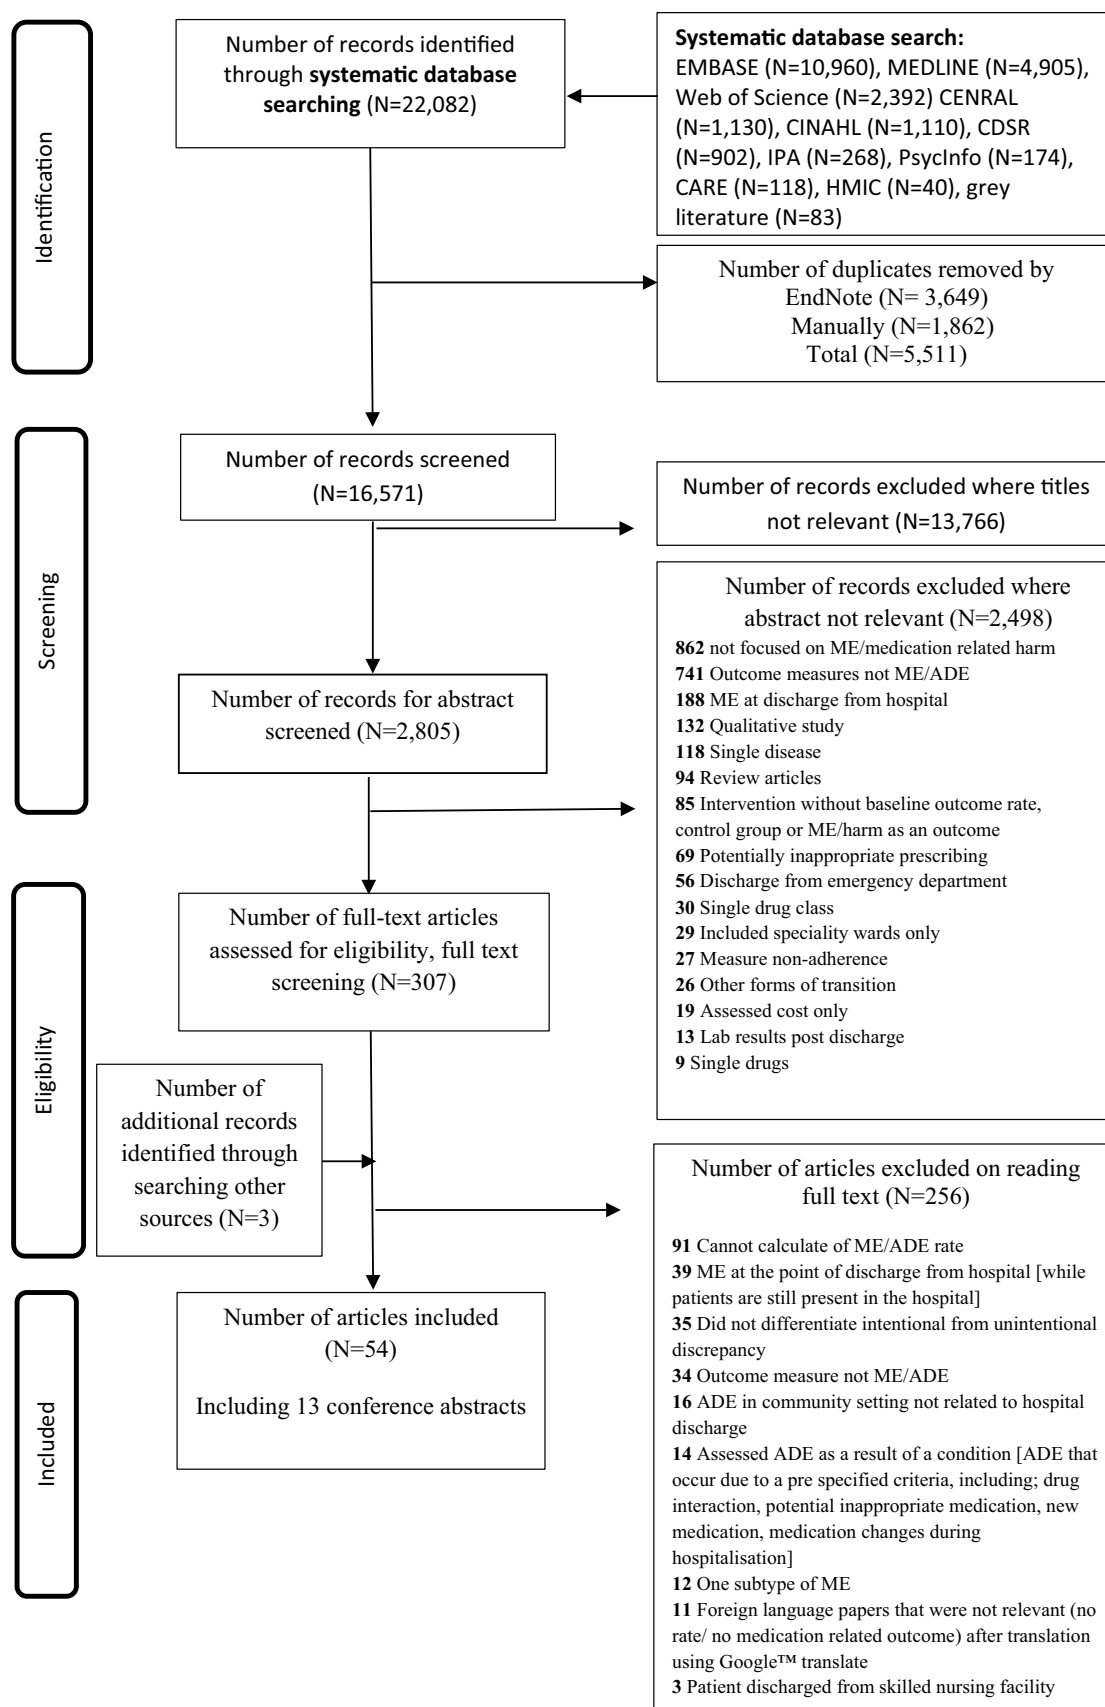 Identification
Number of records identified
through systematic database
searching (N=22,082)
Systematic database search:
EMBASE (N=10,960), MEDLINE (N=4,905),
Web of Science (N=2,392) CENRAL
(N=1,130), CINAHL (N=1,110), CDSR
(N=902), IPA (N=268), PsycInfo (N=174),
CARE (N=118), HMIC (N=40), grey
literature (N=83)
Number of duplicates removed by
EndNote (N= 3,649)
Manually (N=1,862)
Total (N=5,511)
Screening
Number of records screened
(N=16,571)
Number of records excluded where titles
not relevant (N=13,766)
Number of records for abstract
screened (N=2,805)
Number of records excluded where
abstract not relevant (N=2,498)
862 not focused on ME/medication related harm
741 Outcome measures not ME/ADE
188 ME at discharge from hospital
132 Qualitative study
118 Single disease
94 Review articles
85 Intervention without baseline outcome rate,
control group or ME/harm as an outcome
69 Potentially inappropriate prescribing
56 Discharge from emergency department
30 Single drug class
29 Included speciality wards only
27 Measure non-adherence
26 Other forms of transition
19 Assessed cost only
13 Lab results post discharge
9 Single drugs
Eligibility
Number of full-text articles
assessed for eligibility, full text
screening (N=307)
Number of
additional records
identified through
searching other
sources (N=3)
Number of articles excluded on reading
full text (N=256)
91 Cannot calculate of ME/ADE rate
39 ME at the point of discharge from hospital [while
patients are still present in the hospital]
35 Did not differentiate intentional from unintentional
discrepancy
34 Outcome measure not ME/ADE
16 ADE in community setting not related to hospital
discharge
14 Assessed ADE as a result of a condition [ADE that
occur due to a pre specified criteria, including; drug
interaction, potential inappropriate medication, new
medication, medication changes during
hospitalisation]
12 One subtype of ME
11 Foreign language papers that were not relevant (no
rate/ no medication related outcome) after translation
using Google™ translate
3 Patient discharged from skilled nursing facility
Included
Number of articles included
(N=54)
Including 13 conference abstracts